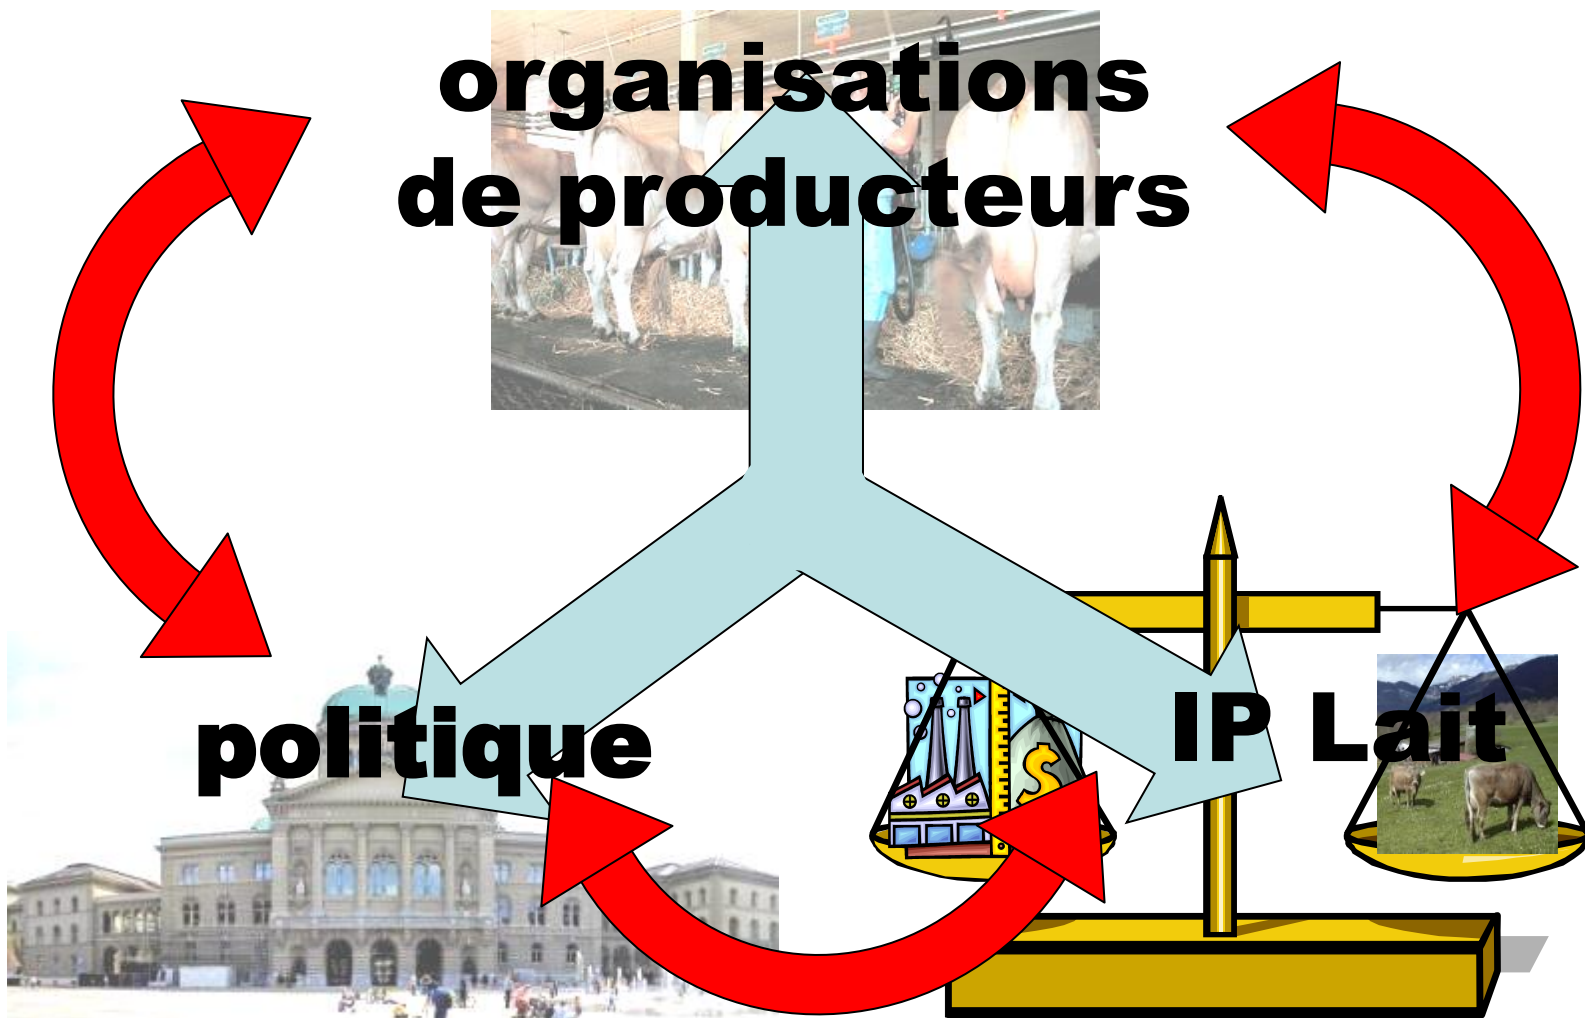 organisations
de producteurs
politique
IP Lait
$